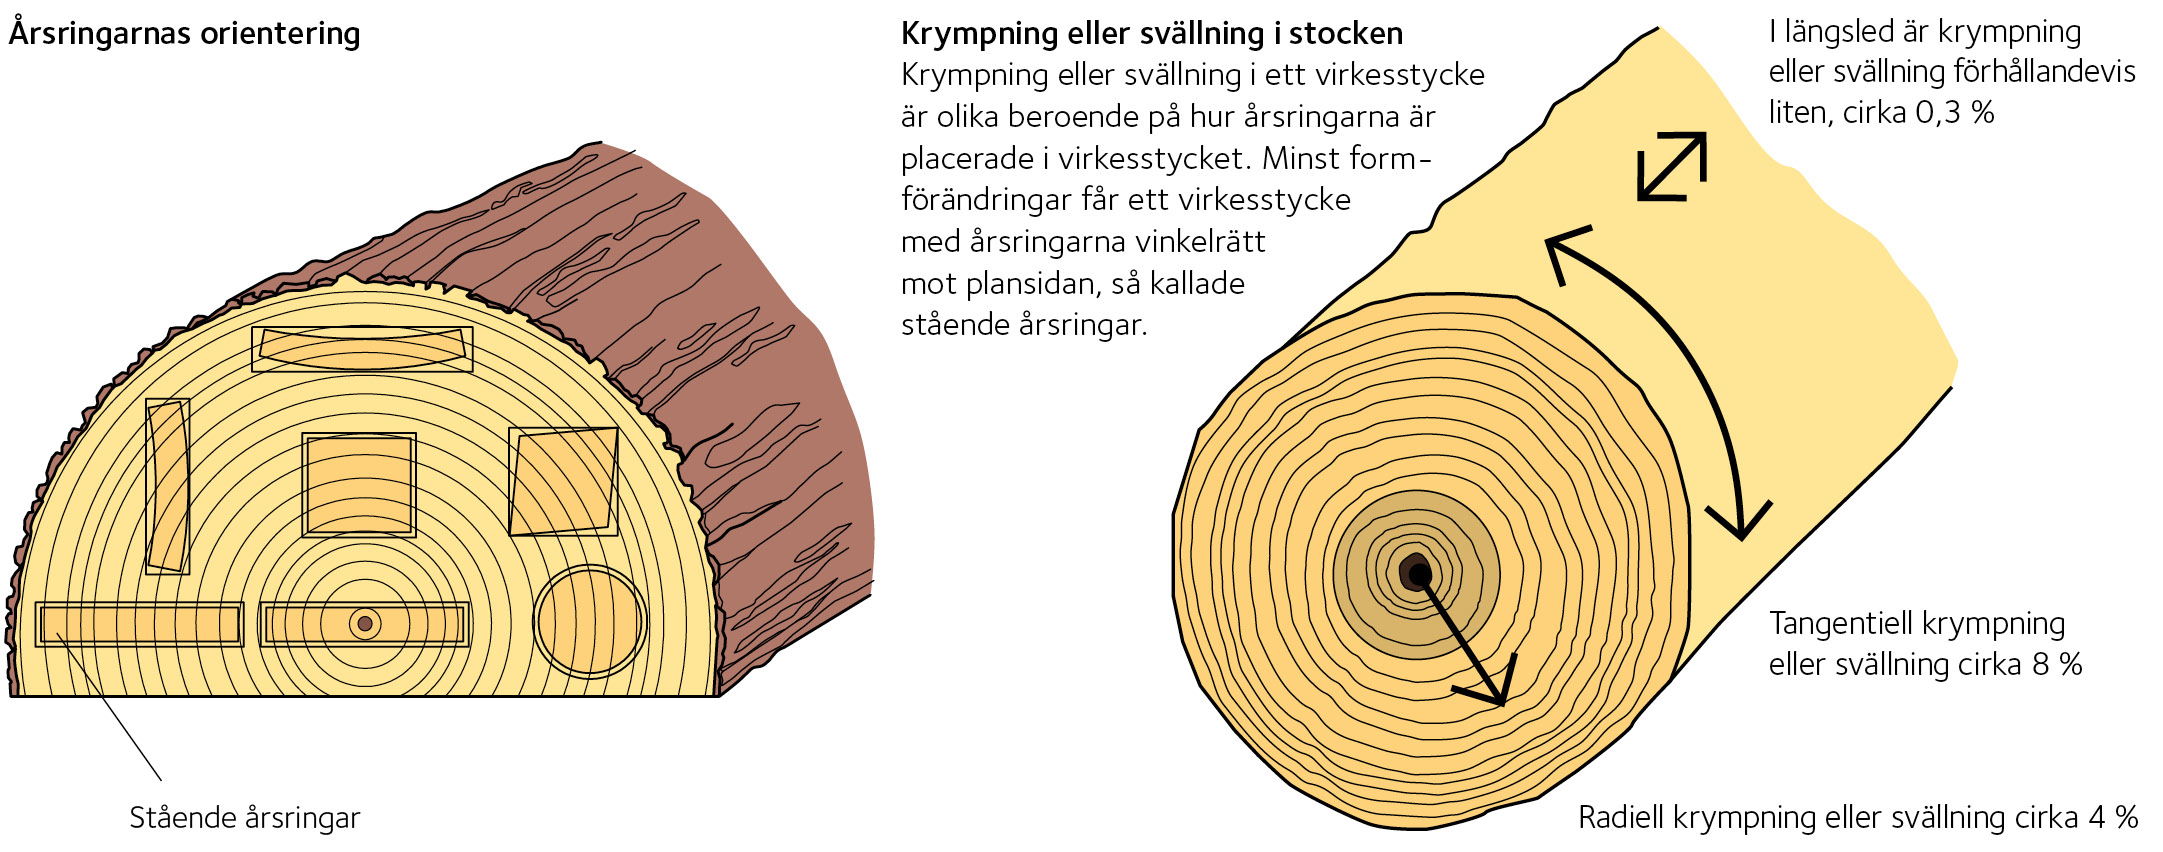 Årsringarnas orientering
Stående årsringar
Krympning eller svällning i stocken
Krympning eller svällning i ett virkesstycke
är olika beroende på hur årsringarna är
placerade i virkesstycket. Minst form-
förändringar får ett virkesstycke
med årsringarna vinkelrätt
mot plansidan, så kallade
stående årsringar.
I längsled är krympning
eller svällning förhållandevis
liten, cirka 0,3 %
Tangentiell krympning
eller svällning cirka 8 %
Radiell krympning eller svällning cirka 4 %